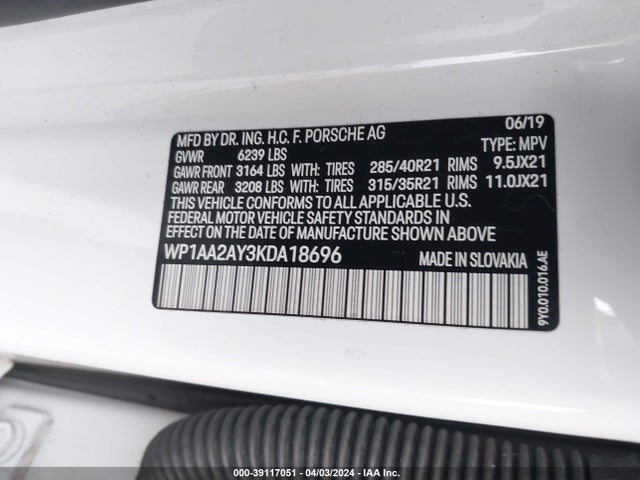 MFD BY DR. ING. H.C. F. PORSCHE AG 06/19
GVWR 6239 LBS TYPE: MPV
GAWR FRONT 3164 LBS WITH: TIRES 285/40R21 RIMS 9.5JX21
GAWR REAR 3208 LBS WITH: TIRES 315/35R21 RIMS 11.0JX21
THIS VEHICLE CONFORMS TO ALL APPLICABLE U.S.
FEDERAL MOTOR VEHICLE SAFETY STANDARDS IN
EFFECT ON THE DATE OF MANUFACTURE SHOWN ABOVE.
WP1AA2AY3KDA18696 MADE IN SLOVAKIA
9Y0.010.016.AE
000-39117051 - 04/03/2024 - IAA Inc.